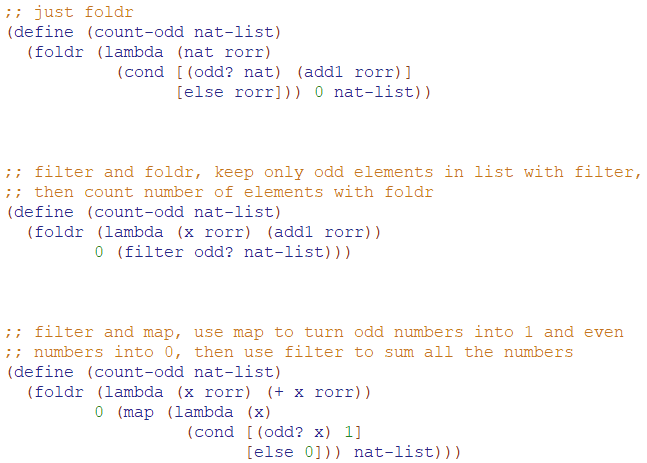 ;; just foldr
(define (count-odd nat-list)
(foldr (lambda (nat rorr)
(cond [(odd? nat) (add1 rorr)]
[else rorr])) 0 nat-list))
;; filter and foldr, keep only odd elements in list with filter,
;; then count number of elements with foldr
(define (count-odd nat-list)
(foldr (lambda (x rorr) (add1 rorr))
0 (filter odd? nat-list)))
;; filter and map, use map to turn odd numbers into 1 and even
;; numbers into 0, then use filter to sum all the numbers
(define (count-odd nat-list)
(foldr (lambda (x rorr) (+ x rorr))
0 (map (lambda (x)
(cond [(odd? x) 1]
[else 0])) nat-list)))